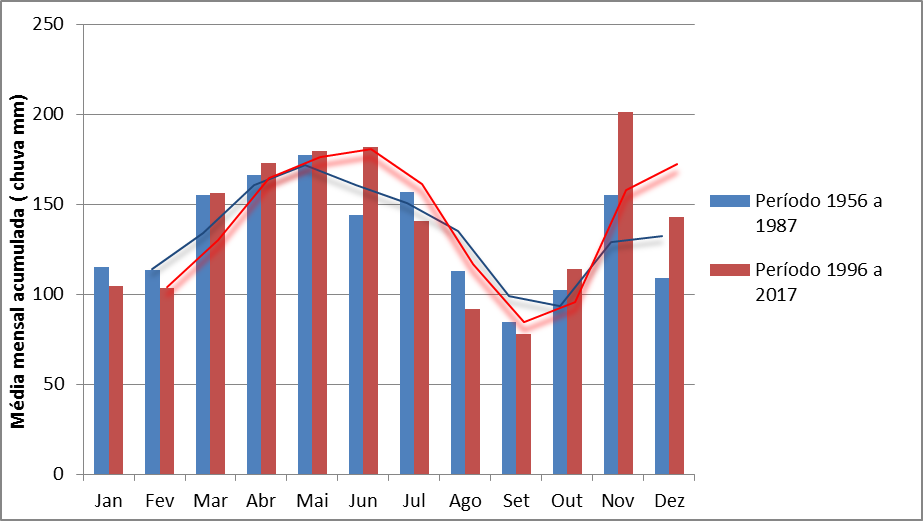 Média mensal acumulada ( chuva mm)
250
200
150
100
50
0
Jan Fev Mar Abr Mai Jun Jul Ago Set Out Nov Dez
Período 1956 a
1987
Período 1996 a
2017